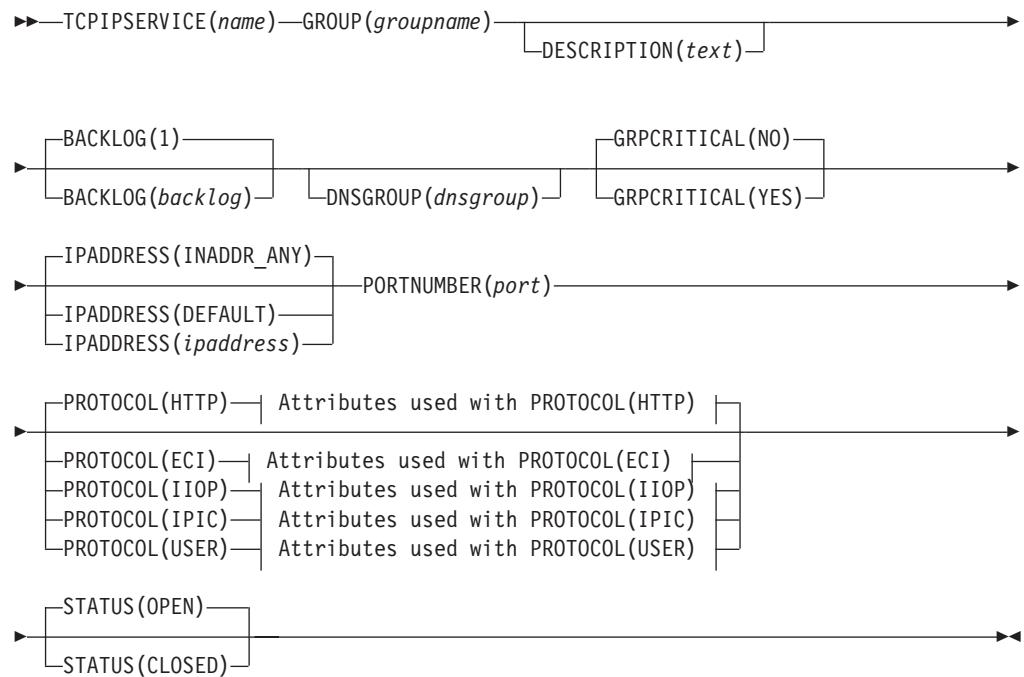 TCPIPSERVICE(name) GROUP(groupname)
DESCRIPTION(text)
BACKLOG(1) GRPCRITICAL(NO)
BACKLOG(backlog) DNSGROUP(dnsgroup) GRPCRITICAL(YES)
IPADDRESS(INADDR_ANY)
PORTNUMBER(port)
IPADDRESS(DEFAULT)
IPADDRESS(ipaddress)
PROTOCOL(HTTP) Attributes used with PROTOCOL(HTTP)
PROTOCOL(ECI) Attributes used with PROTOCOL(ECI)
PROTOCOL(IIOP) Attributes used with PROTOCOL(IIOP)
PROTOCOL(IPIC) Attributes used with PROTOCOL(IPIC)
PROTOCOL(USER) Attributes used with PROTOCOL(USER)
STATUS(OPEN)
STATUS(CLOSED)